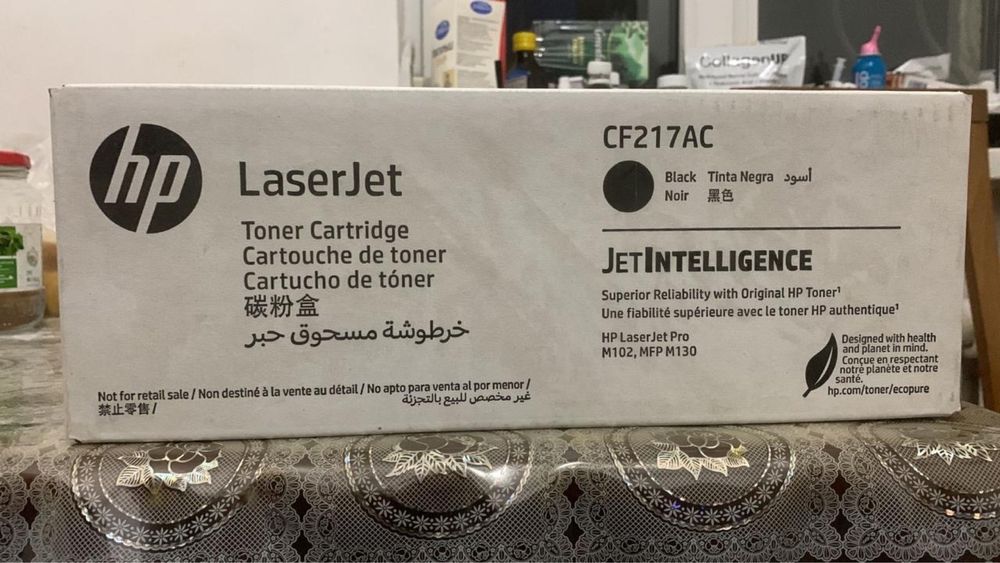 hp
LaserJet
Toner Cartridge
Cartouche de toner
Cartucho de tóner
碳粉盒
خرطوشة مسحوق حبر
Not for retail sale / Non destiné à la vente au détail / No apto para venta al por menor /
禁止零售 / غير مخصص للبيع بالتجزئة
CF217AC
Black Tinta Negra أسود
Noir 黑色
JETINTELLIGENCE
Superior Reliability with Original HP Toner¹
Une fiabilité supérieure avec le toner HP authentique¹
HP LaserJet Pro
M102, MFP M130
Designed with health
and planet in mind.
Conçue en respectant
notre planète et notre
santé.
hp.com/toner/ecopure